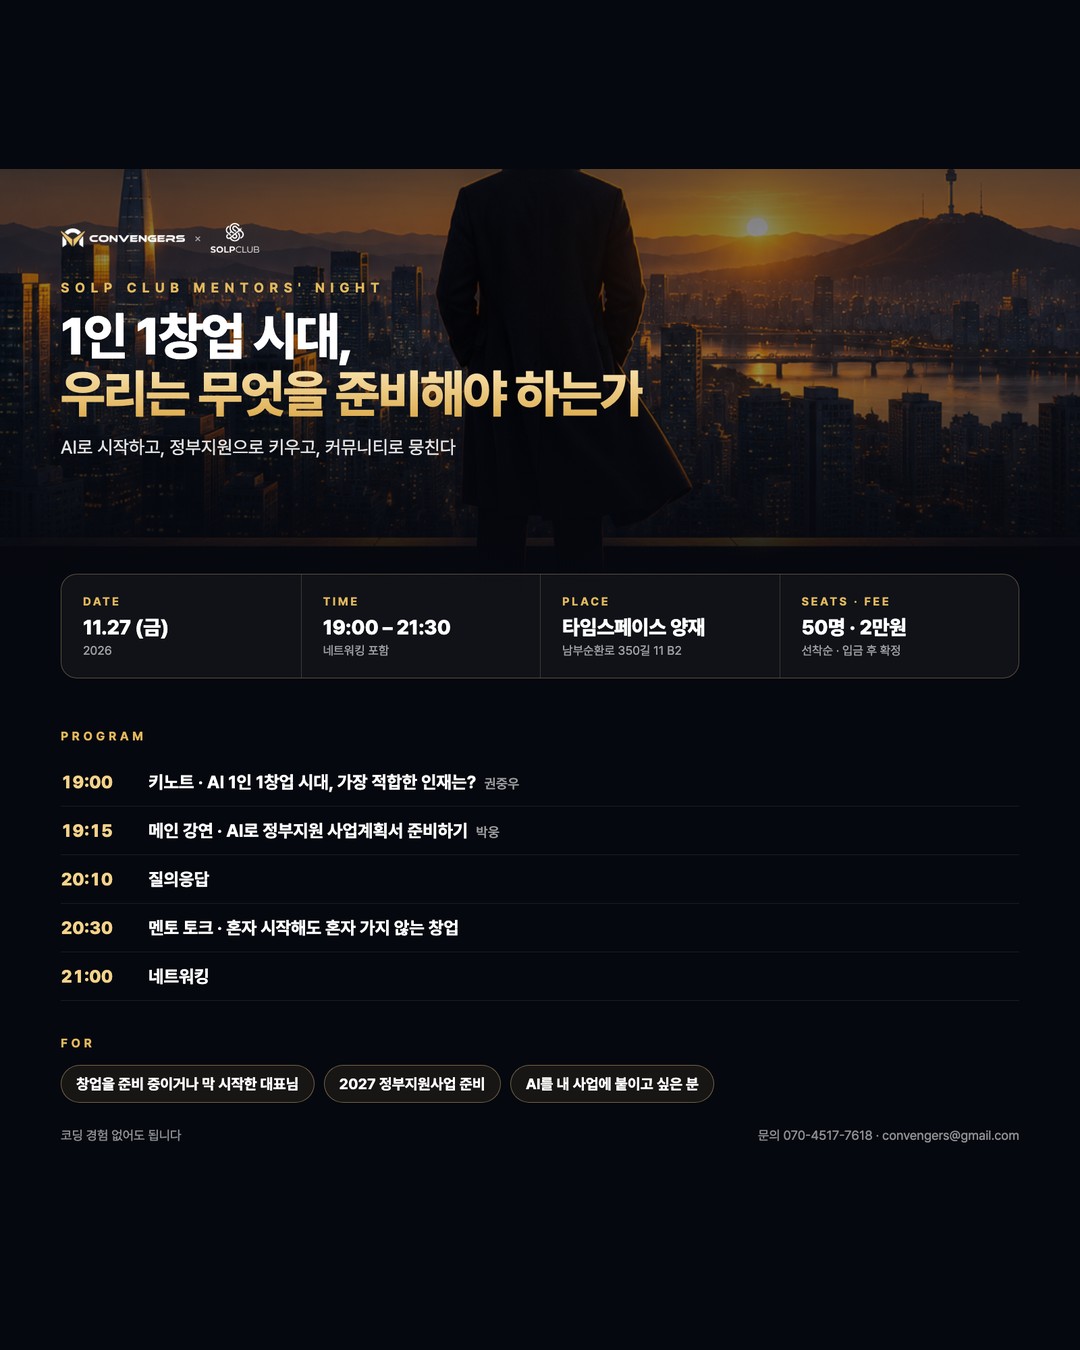 CONVENGERS × SOLPCLUB
SOLP CLUB MENTORS' NIGHT
1인 1창업 시대,
우리는 무엇을 준비해야 하는가
AI로 시작하고, 정부지원으로 키우고, 커뮤니티로 뭉친다
DATE
11.27 (금)
2026
TIME
19:00 – 21:30
네트워킹 포함
PLACE
타임스페이스 양재
남부순환로 350길 11 B2
SEATS · FEE
50명 · 2만원
선착순 · 입금 후 확정
PROGRAM
19:00 키노트 · AI 1인 1창업 시대, 가장 적합한 인재는? 권중우
19:15 메인 강연 · AI로 정부지원 사업계획서 준비하기 박웅
20:10 질의응답
20:30 멘토 토크 · 혼자 시작해도 혼자 가지 않는 창업
21:00 네트워킹
FOR
창업을 준비 중이거나 막 시작한 대표님
2027 정부지원사업 준비
AI를 내 사업에 붙이고 싶은 분
코딩 경험 없어도 됩니다
문의 070-4517-7618 · convengers@gmail.com